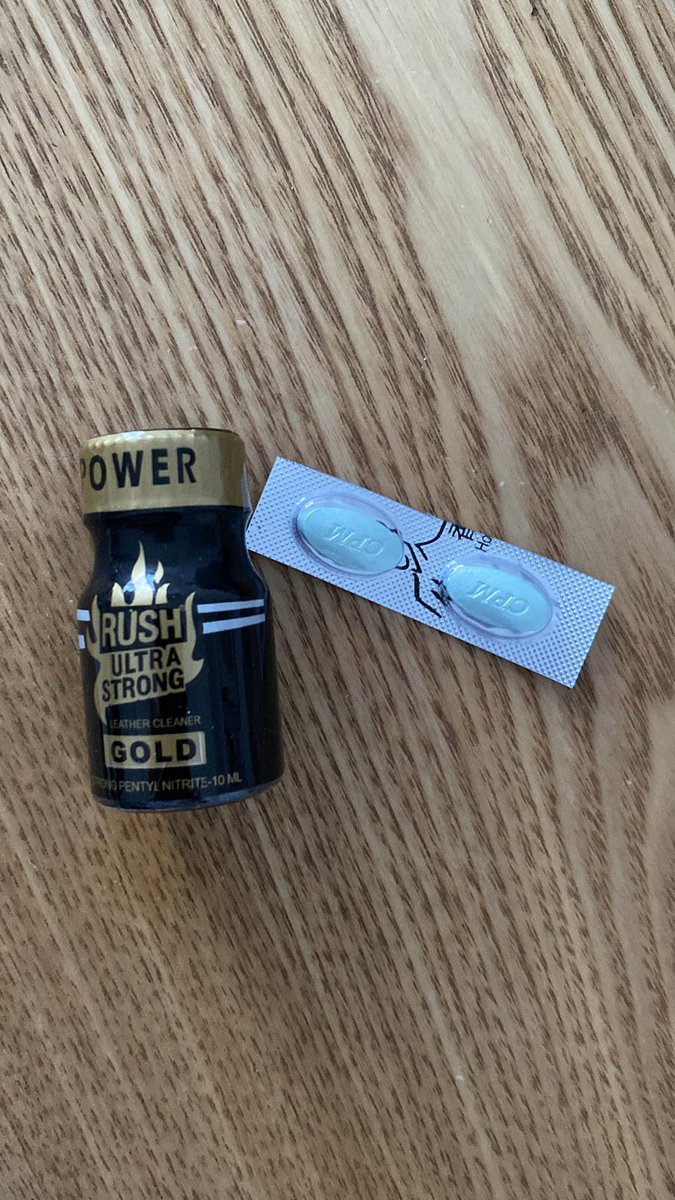 POWER
RUSH
ULTRA
STRONG
LEATHER CLEANER
GOLD
PENTYL NITRITE-10 ML
CPM
CPM